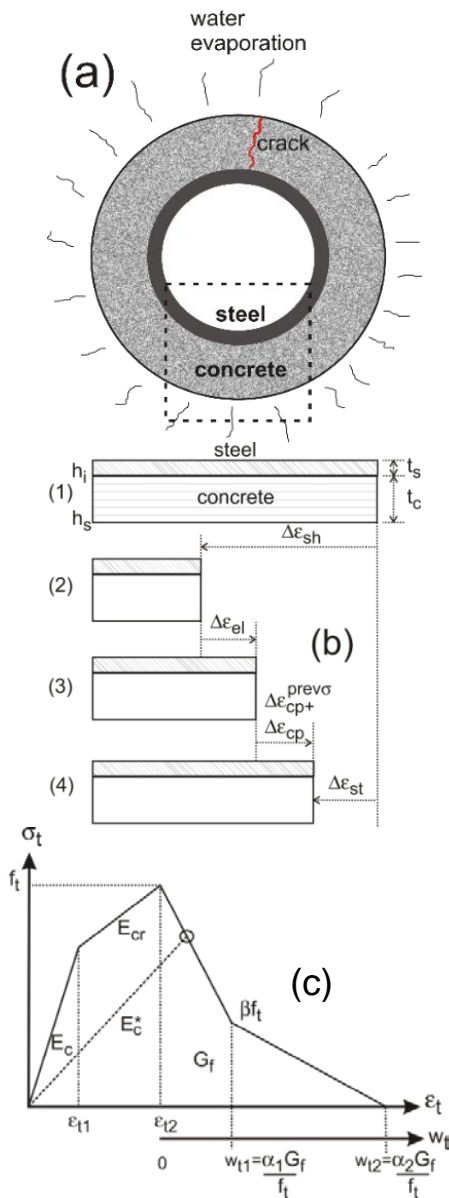 water
evaporation
(a)
crack
steel
concrete
steel
h_i
t_s
(1)
concrete
t_c
h_s
Δε_sh
(2)
Δε_el
(b)
(3)
Δε_cp+^prevσ
Δε_cp
(4)
Δε_st
σ_t
f_t
E_cr
(c)
E_c^*
βf_t
E_c
G_f
ε_t
ε_t1
ε_t2
w_t
0
w_t1=α_1G_f/f_t
w_t2=α_2G_f/f_t